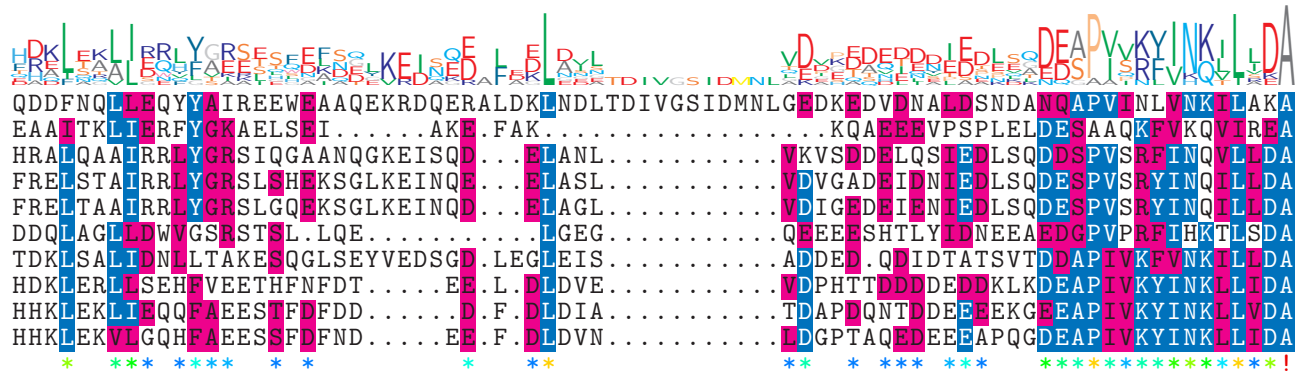 QDDFNQLLEQYYAIREEWEAAQEKRDQERALDKLNDLTDIVGSIDMNLGEDKEDVDNALDSNDANQAPVINLVNKILAKA
EAAITKLIERFYGKAELSEI......AKE.FAK..................KQAEEEVPSPLELDESAAQKFVKQVIREA
HRALQAAIRRLYGRSIQGAANQGKEISQD...ELANL...........VKVSDDELQSIEDLSQDDSPVSRFINQVLLDA
FRELSTAIRRLYGRSLSHEKSGLKEINQE...ELASL...........VDVGADEIDNIEDLSQDESPVSRYINQILLDA
FRELTAAIRRLYGRSLGQEKSGLKEINQD...ELAGL...........VDIGEDEIENIEDLSQDESPVSRYINQILLDA
DDQLAGLLDWVGSRSTSL.LQE...........LGEG...........QEEEESHTLYIDNEEAEDGPVPRFIHKTLSDA
TDKLSALIDNLLTAKESQGLSEYVEDSGD.LEGLEIS...........ADDED.QDIDTATSVTDDAPIVKFVNKILLDA
HDKLERLLSEHFVEETHFNFDT.....EE.L.DLDVE...........VDPHTTDDDDEDDKLKDEAPIVKYINKLLIDA
HHKLEKLIEQQFAEESTFDFDD......D.F.DLDIA...........TDAPDQNTDDEEEEKGEEAPIVKYINKLLVDA
HHKLEKVLGQHFAEESSFDFND.....EE.F.DLDVN...........LDGPTAQEDEEEAPQGDEAPIVKYINKLLIDA